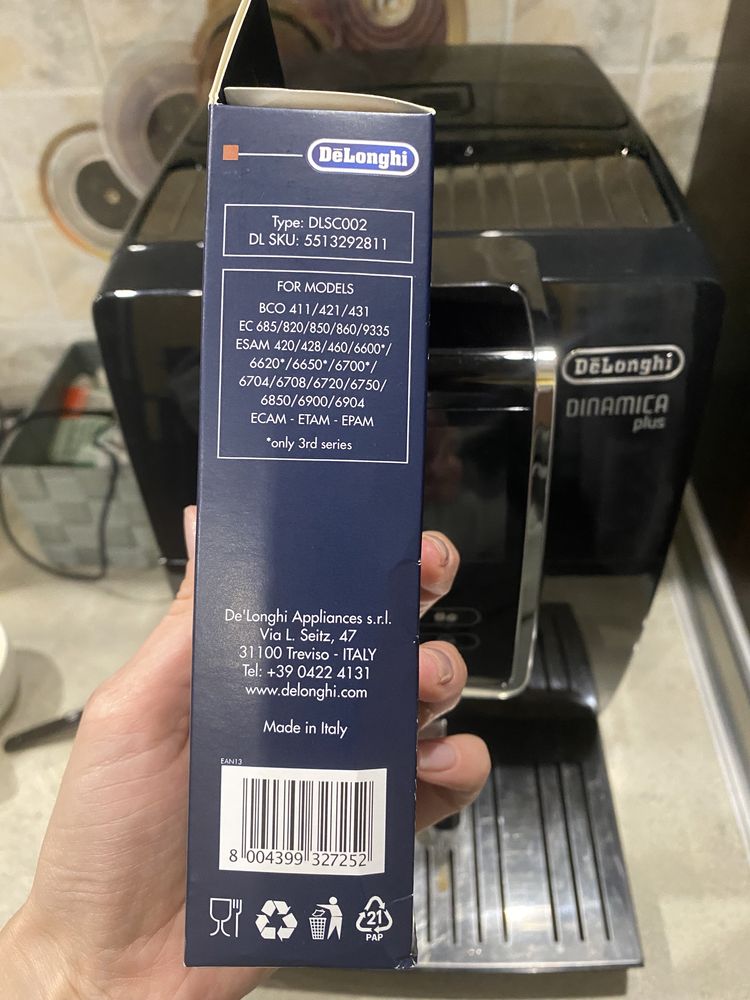 DēLonghi
Type: DLSC002
DL SKU: 5513292811
FOR MODELS
BCO 411/421/431
EC 685/820/850/860/9335
ESAM 420/428/460/6600*/
6620*/6650*/6700*/
6704/6708/6720/6750/
6850/6900/6904
ECAM - ETAM - EPAM
*only 3rd series
De'Longhi Appliances s.r.l.
Via L. Seitz, 47
31100 Treviso - ITALY
Tel: +39 0422 4131
www.delonghi.com
Made in Italy
EAN13
8 004399 327252
21
PAP
DēLonghi
DINAMICA
plus